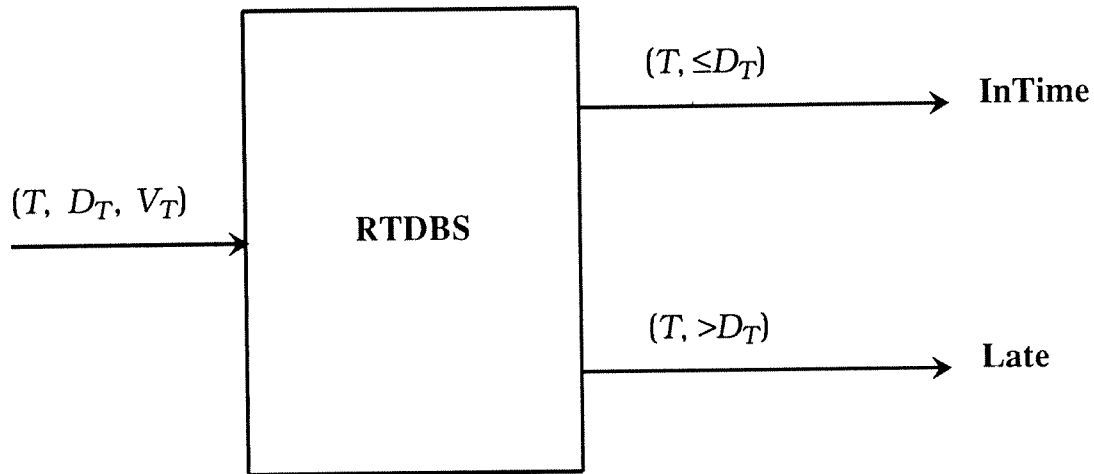 (T, ≤D_T)
InTime
(T, D_T, V_T)
RTDBS
(T, >D_T)
Late